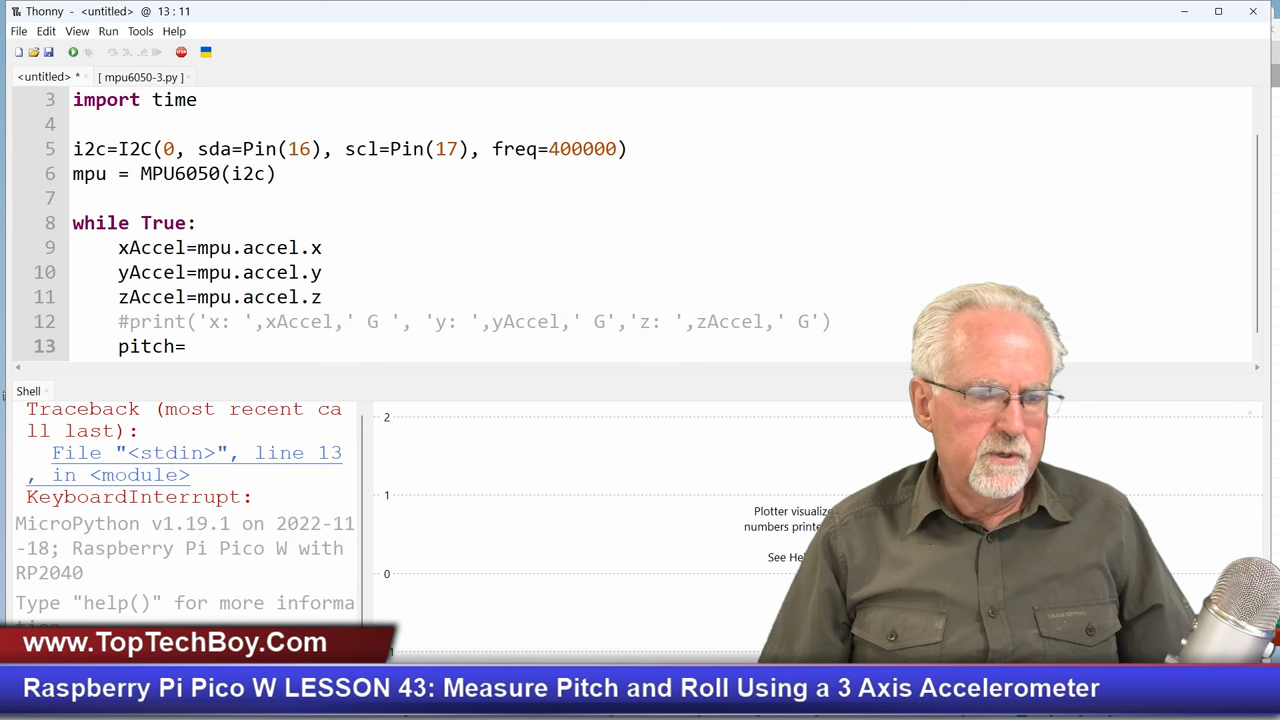 Thonny - <untitled> @ 13 : 11
File Edit View Run Tools Help
<untitled> * [ mpu6050-3.py ]
3 import time
4
5 i2c=I2C(0, sda=Pin(16), scl=Pin(17), freq=400000)
6 mpu = MPU6050(i2c)
7
8 while True:
9 xAccel=mpu.accel.x
10 yAccel=mpu.accel.y
11 zAccel=mpu.accel.z
12 #print('x: ',xAccel,' G ', 'y: ',yAccel,' G','z: ',zAccel,' G')
13 pitch=
Shell
Traceback (most recent ca
ll last):
File "<stdin>", line 13
, in <module>
KeyboardInterrupt:
MicroPython v1.19.1 on 2022-11
-18; Raspberry Pi Pico W with
RP2040
Type "help()" for more informa
2
1
0
Plotter
numbers
See
www.TopTechBoy.Com
Raspberry Pi Pico W LESSON 43: Measure Pitch and Roll Using a 3 Axis Accelerometer